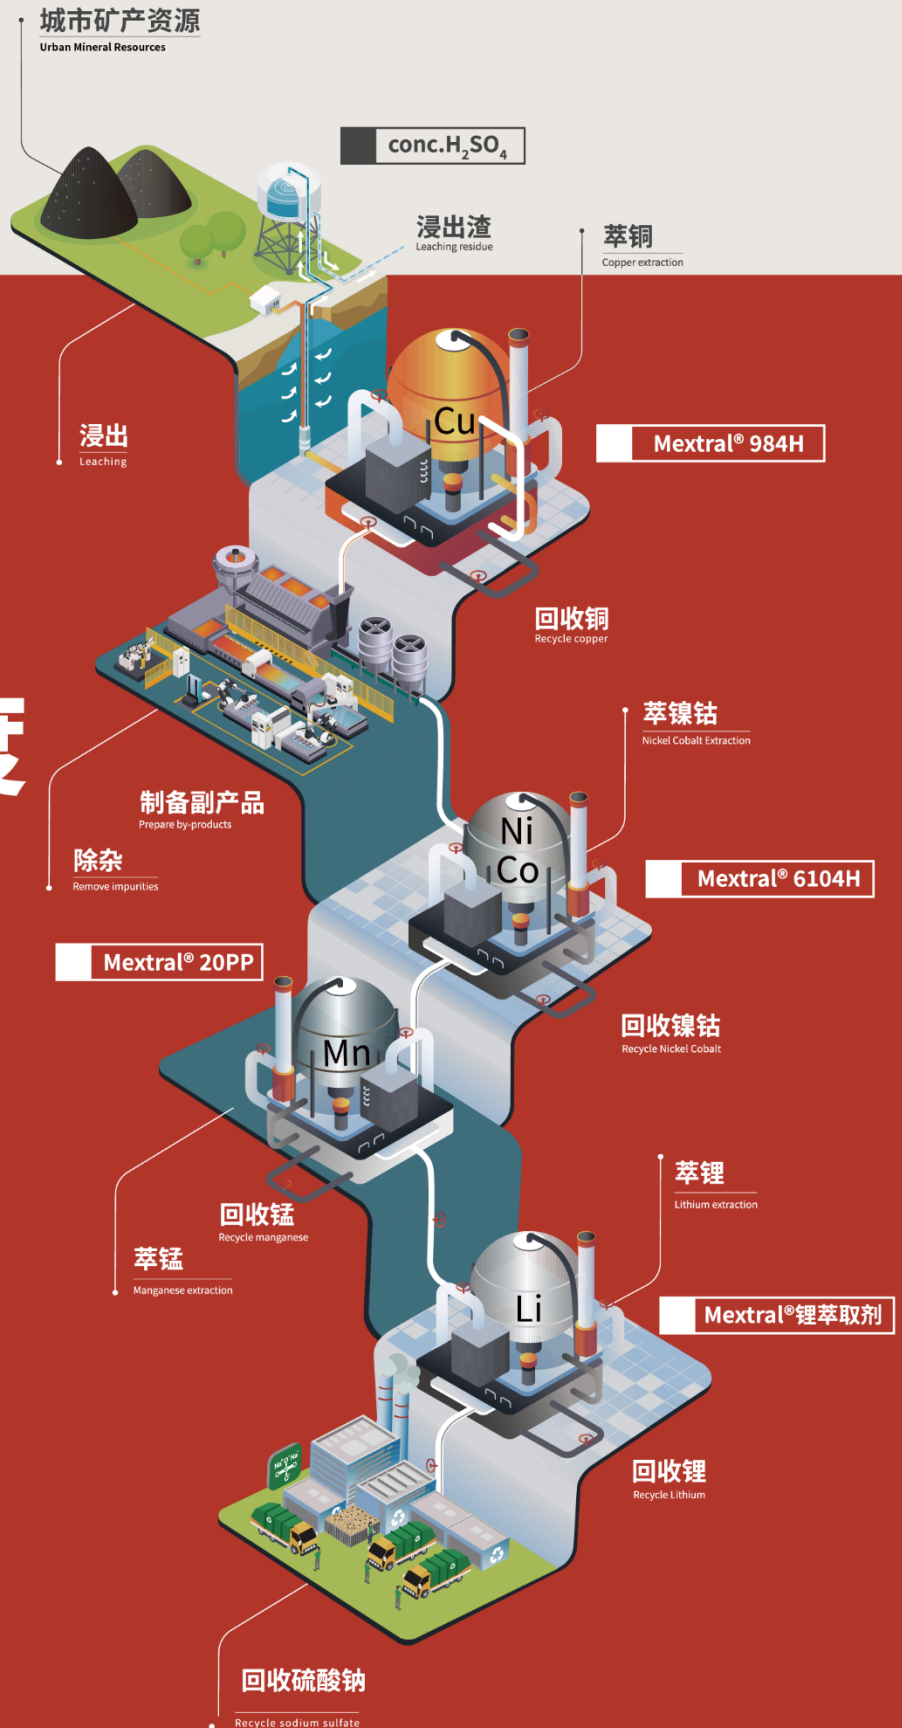 城市矿产资源
Urban Mineral Resources
conc.H₂SO₄
浸出渣
Leaching residue
萃铜
Copper extraction
Cu
浸出
Leaching
Mextral® 984H
回收铜
Recycle copper
萃镍钴
Nickel Cobalt Extraction
制备副产品
Prepare by-products
Ni
Co
除杂
Remove impurities
Mextral® 6104H
Mextral® 20PP
回收镍钴
Recycle Nickel Cobalt
Mn
萃锂
Lithium extraction
回收锰
Recycle manganese
萃锰
Manganese extraction
Li
Mextral®锂萃取剂
回收锂
Recycle Lithium
回收硫酸钠
Recycle sodium sulfate